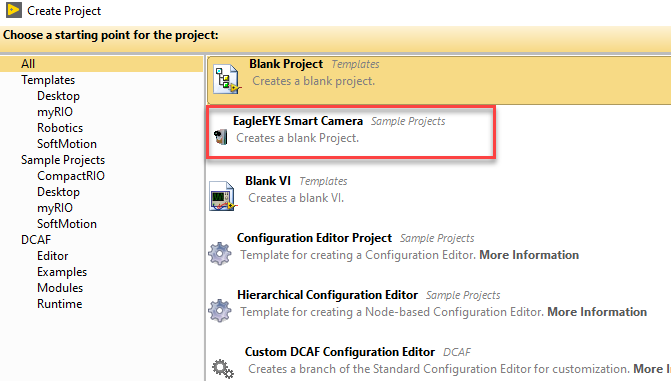 Create Project
Choose a starting point for the project:
All
Templates
Desktop
myRIO
Robotics
SoftMotion
Sample Projects
CompactRIO
Desktop
myRIO
SoftMotion
DCAF
Editor
Examples
Modules
Runtime
Blank Project Templates
Creates a blank project.
EagleEYE Smart Camera Sample Projects
Creates a blank Project.
Blank VI Templates
Creates a blank VI.
Configuration Editor Project Sample Projects
Template for creating a Configuration Editor. More Information
Hierarchical Configuration Editor Sample Projects
Template for creating a Node-based Configuration Editor. More Information
Custom DCAF Configuration Editor DCAF
Creates a branch of the Standard Configuration Editor for customization. More I